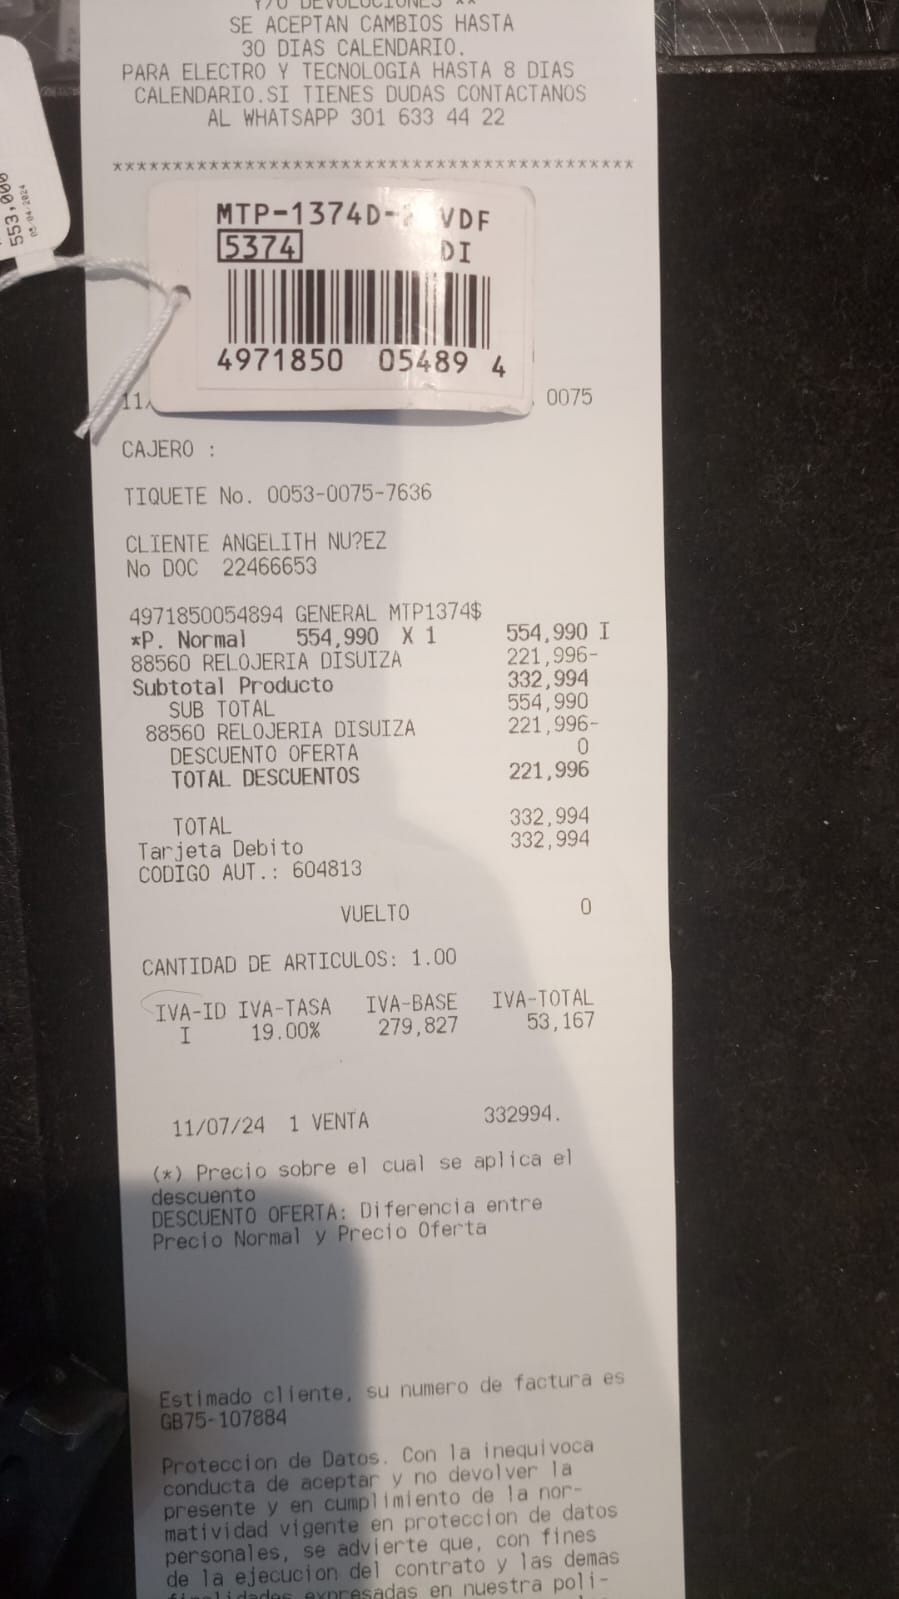 Y/O DEVOLUCIONES **
SE ACEPTAN CAMBIOS HASTA
30 DIAS CALENDARIO.
PARA ELECTRO Y TECNOLOGIA HASTA 8 DIAS
CALENDARIO.SI TIENES DUDAS CONTACTANOS
AL WHATSAPP 301 633 44 22
*******************************************
553,000
MTP-1374D- VDF
5374 DI
4971850 05489 4
11/ 0075
CAJERO :
TIQUETE No. 0053-0075-7636
CLIENTE ANGELITH NU?EZ
No DOC 22466653
4971850054894 GENERAL MTP1374$
*P. Normal 554,990 X 1 554,990 I
88560 RELOJERIA DISUIZA 221,996-
Subtotal Producto 332,994
SUB TOTAL 554,990
88560 RELOJERIA DISUIZA 221,996-
DESCUENTO OFERTA 0
TOTAL DESCUENTOS 221,996
TOTAL 332,994
Tarjeta Debito 332,994
CODIGO AUT.: 604813
VUELTO 0
CANTIDAD DE ARTICULOS: 1.00
IVA-ID IVA-TASA IVA-BASE IVA-TOTAL
I 19.00% 279,827 53,167
11/07/24 1 VENTA 332994.
(*) Precio sobre el cual se aplica el
descuento
DESCUENTO OFERTA: Diferencia entre
Precio Normal y Precio Oferta
Estimado cliente, su numero de factura es
GB75-107884
Proteccion de Datos. Con la inequivoca
conducta de aceptar y no devolver la
presente y en cumplimiento de la nor-
matividad vigente en proteccion de datos
personales, se advierte que, con fines
de la ejecucion del contrato y las demas
finalidades expresadas en nuestra poli-